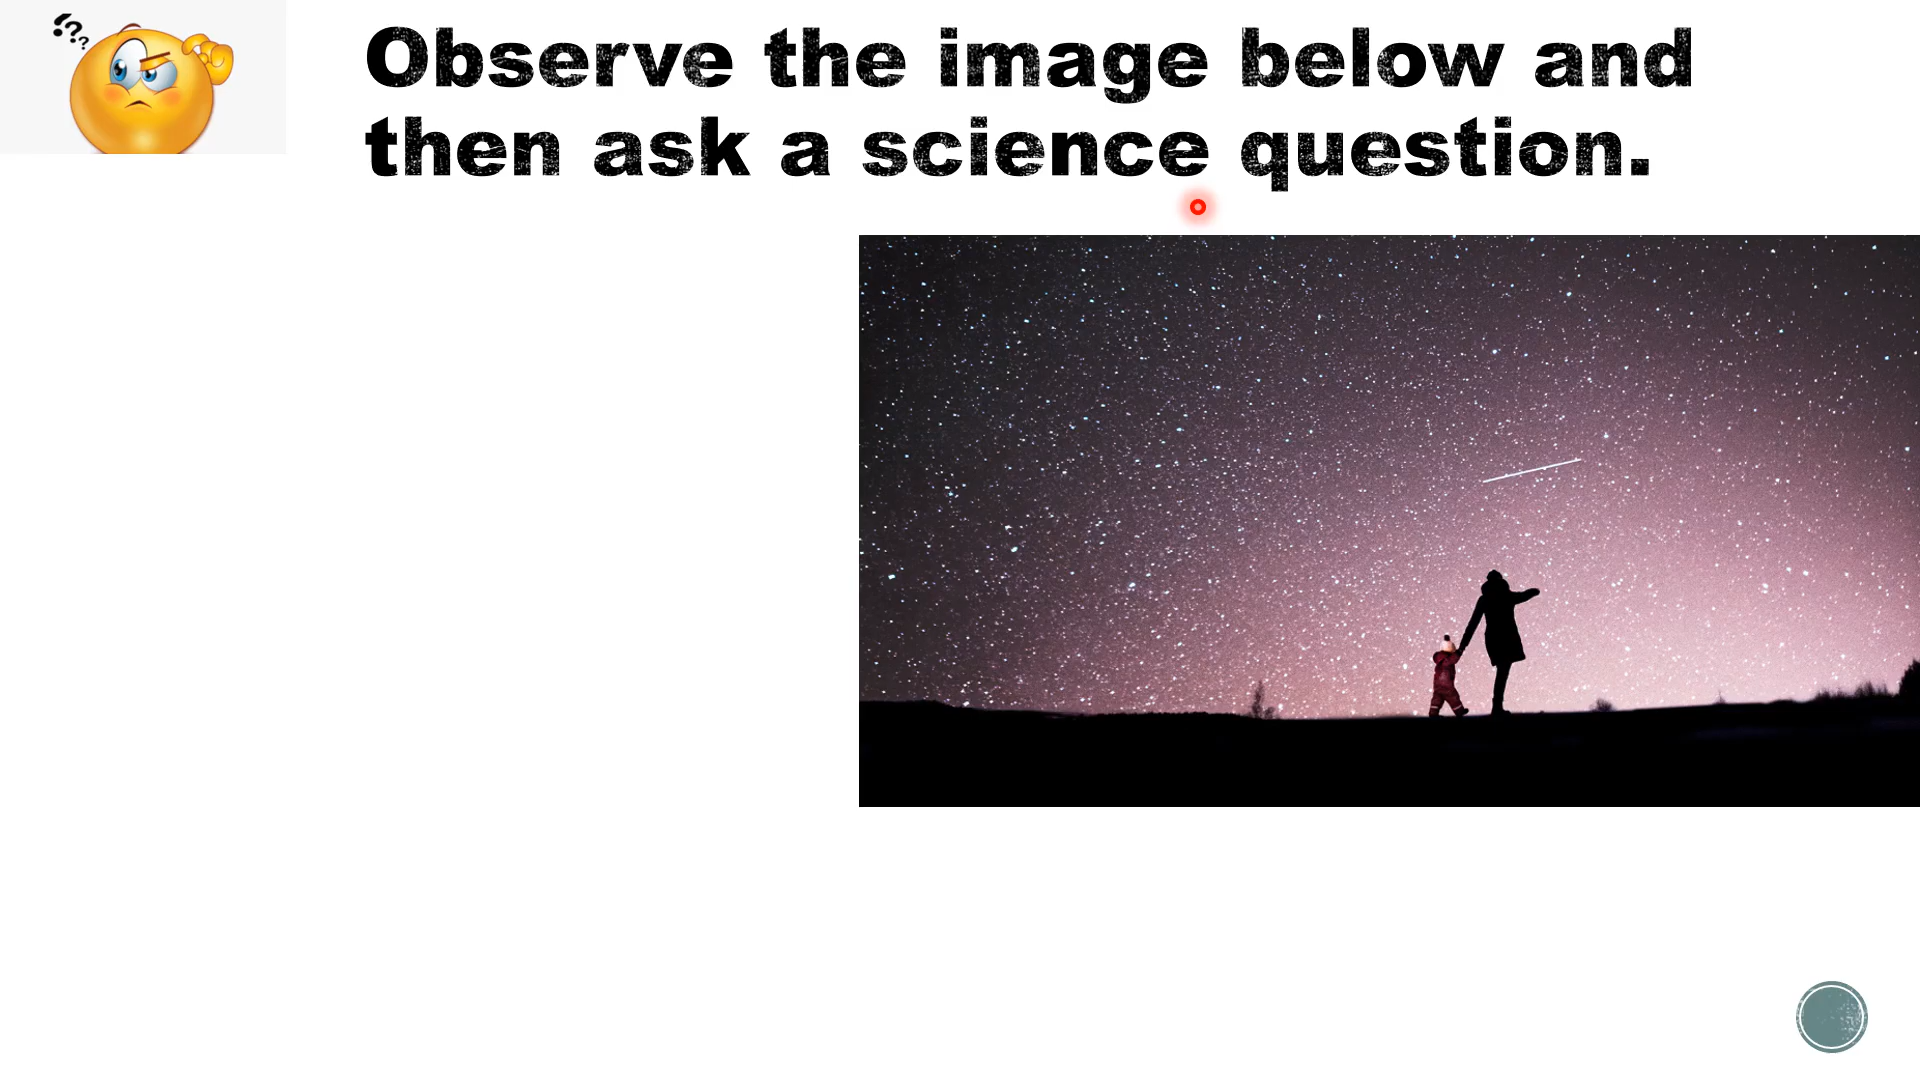 ???
Observe the image below and
then ask a science question.